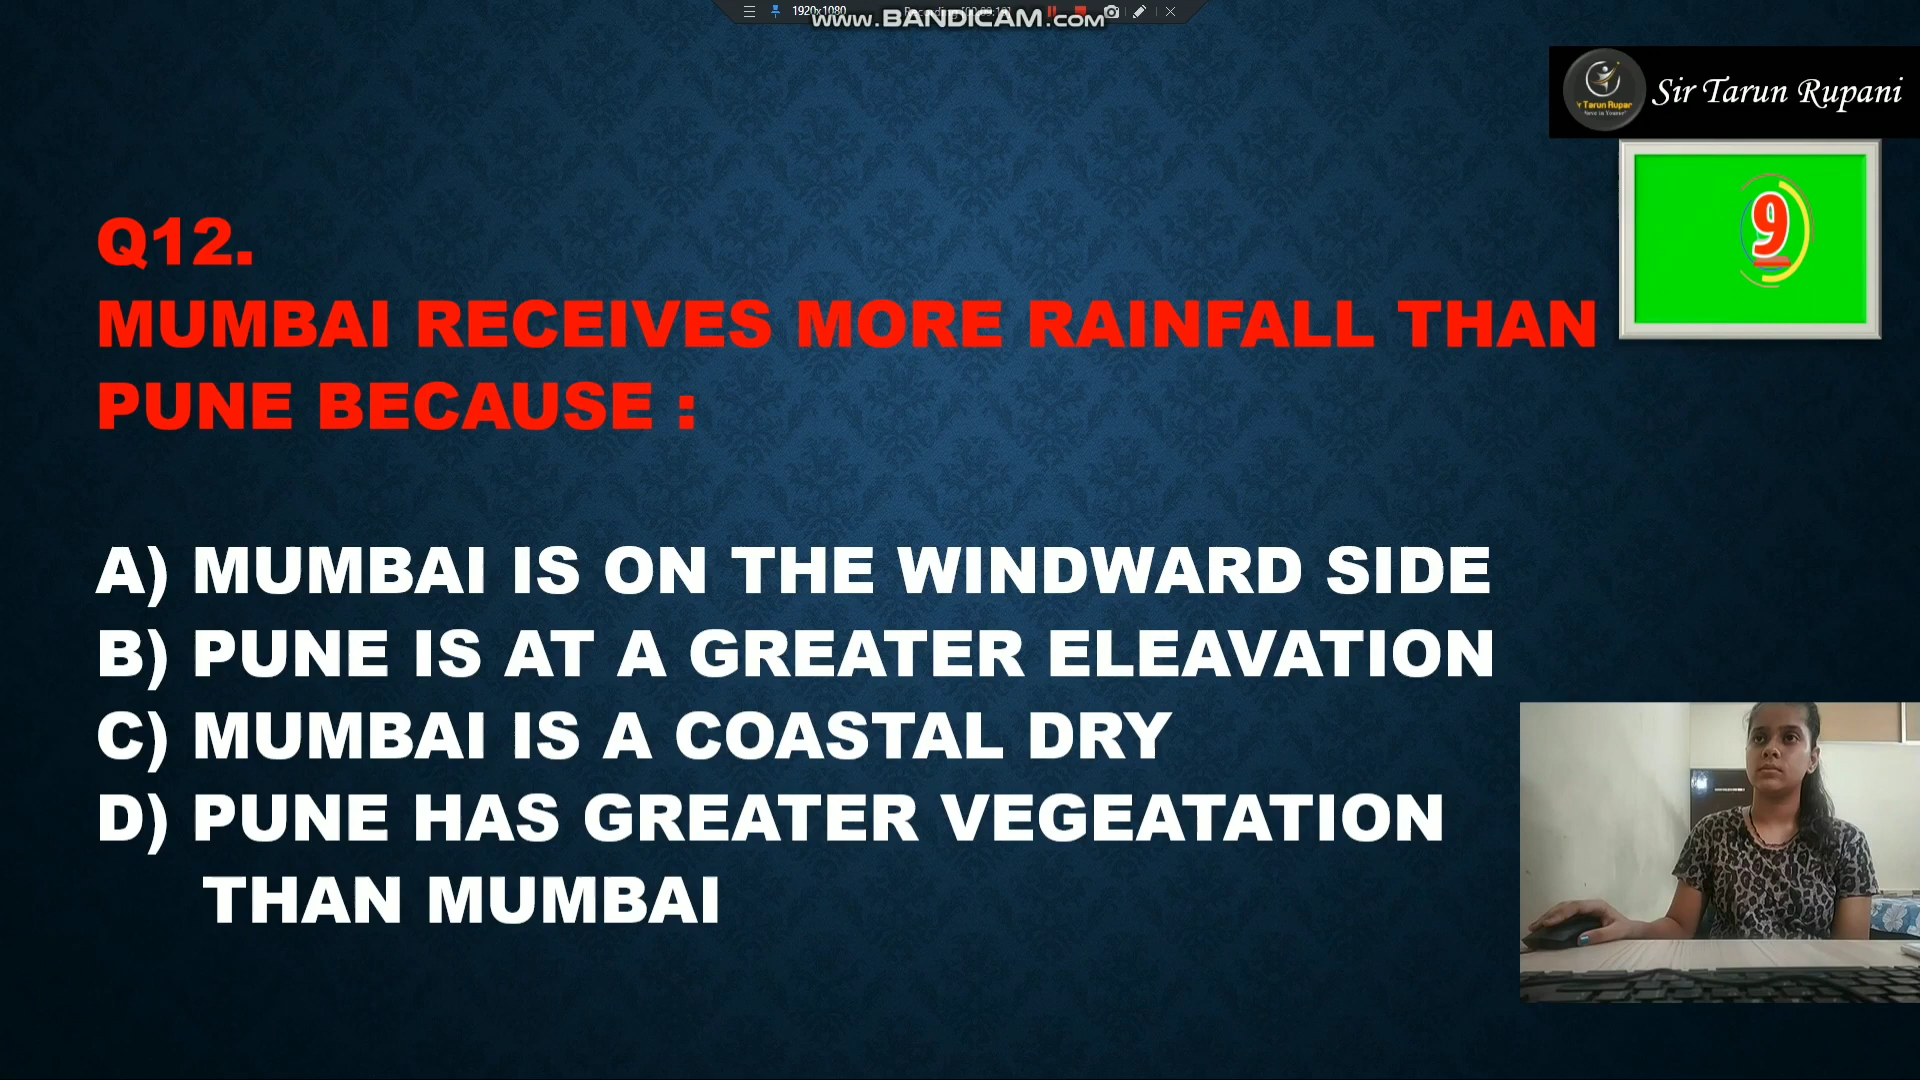 1920x1080
www.BANDICAM.com
Sir Tarun Rupani
9
Q12.
MUMBAI RECEIVES MORE RAINFALL THAN
PUNE BECAUSE :
A) MUMBAI IS ON THE WINDWARD SIDE
B) PUNE IS AT A GREATER ELEAVATION
C) MUMBAI IS A COASTAL DRY
D) PUNE HAS GREATER VEGEATATION
THAN MUMBAI